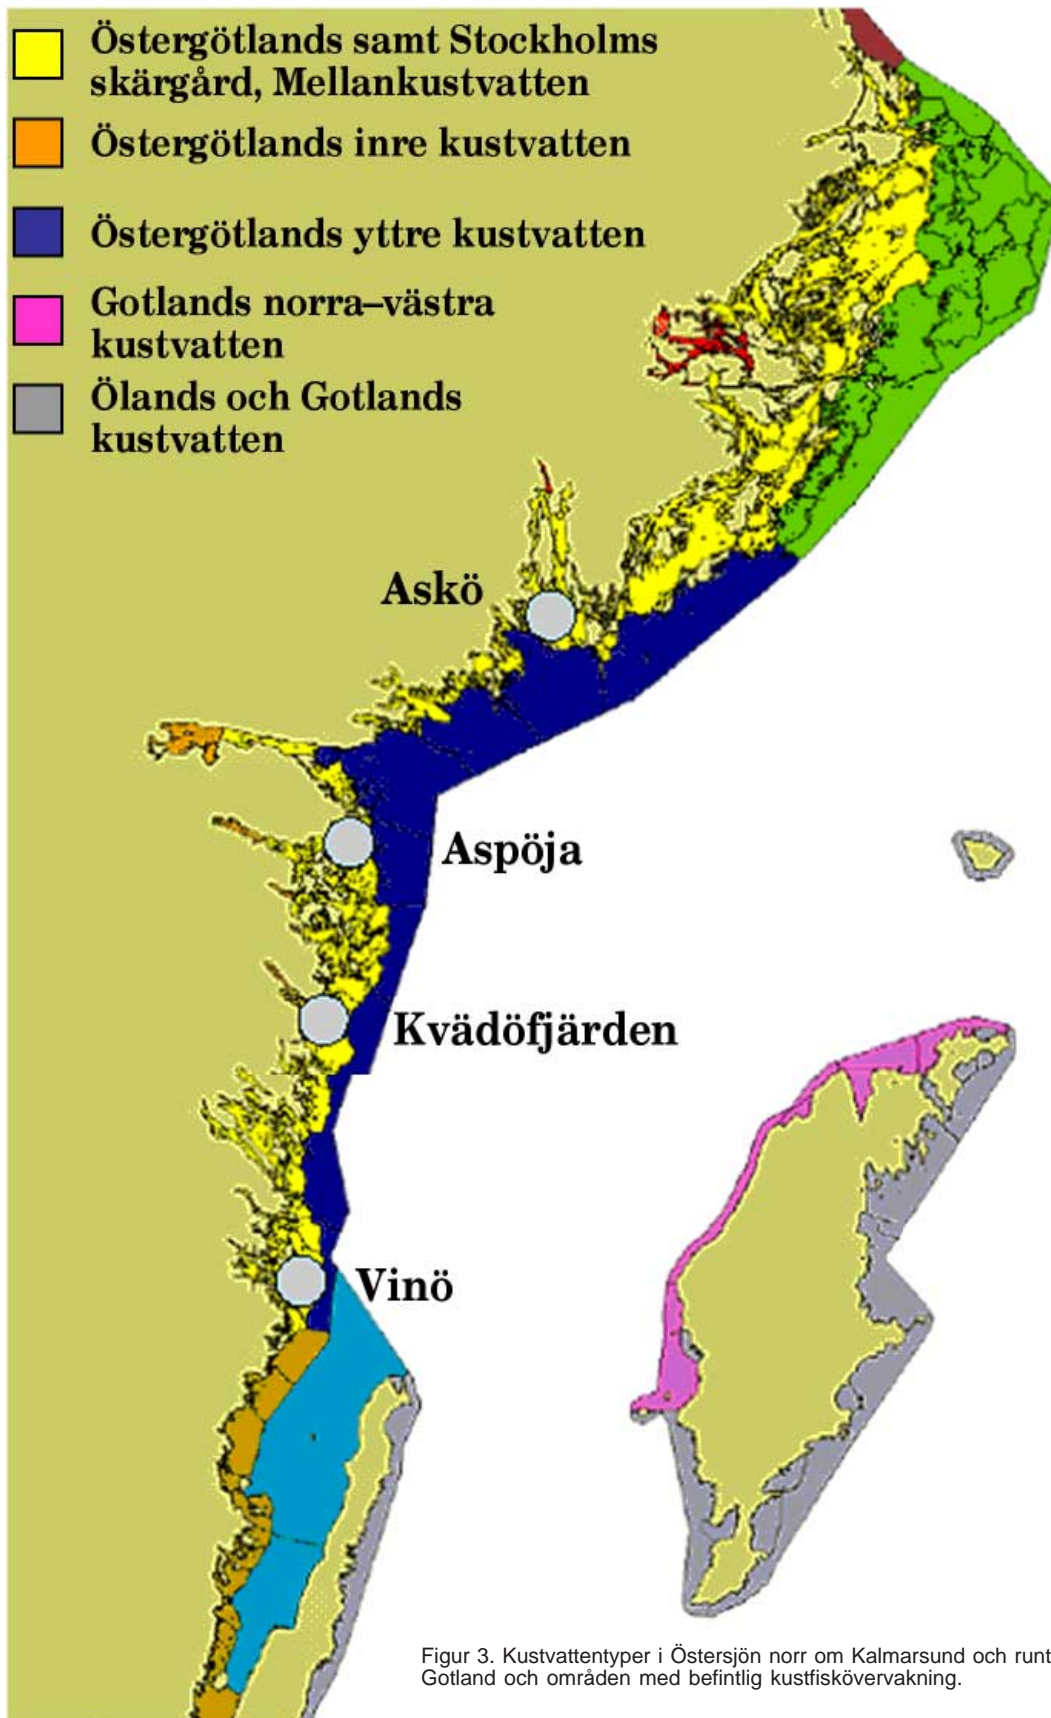 Östergötlands samt Stockholms
skärgård, Mellankustvatten
Östergötlands inre kustvatten
Östergötlands yttre kustvatten
Gotlands norra–västra
kustvatten
Ölands och Gotlands
kustvatten
Askö
Aspöja
Kvädöfjärden
Vinö
Figur 3. Kustvattentyper i Östersjön norr om Kalmarsund och runt
Gotland och områden med befintlig kustfiskövervakning.